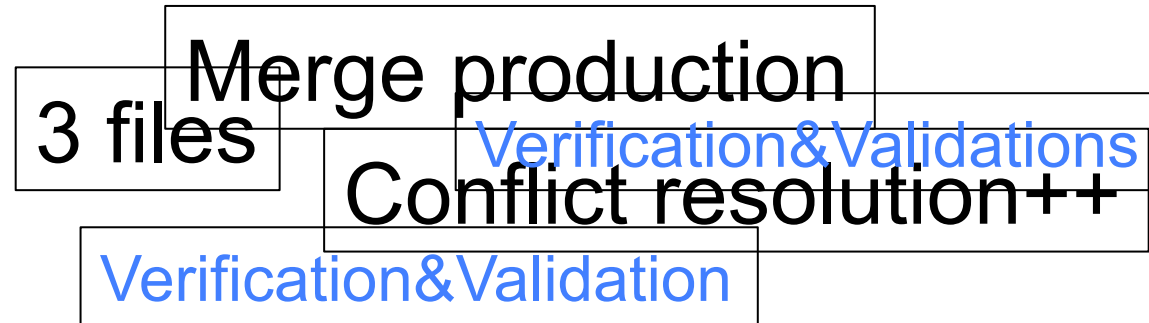 Merge production
3 files
Verification&Validations
Conflict resolution++
Verification&Validation